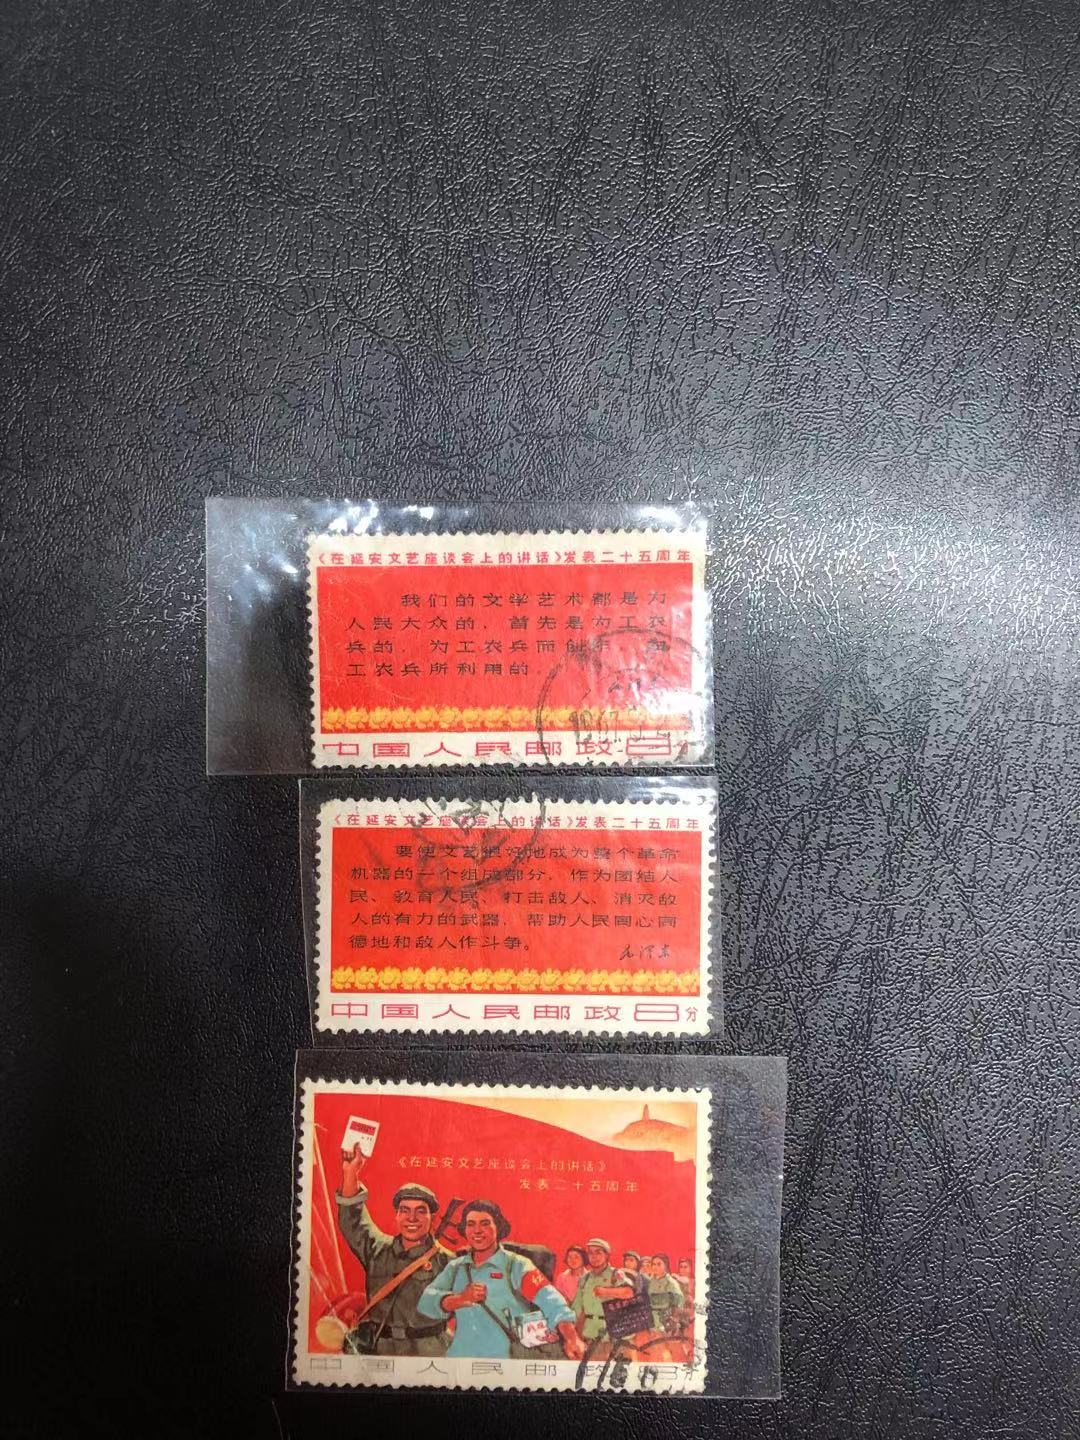 《在延安文艺座谈会上的讲话》发表二十五周年
我们的文学艺术都是为
人民大众的，首先是为工农
兵的，为工农兵而创作，为
工农兵所利用的。
中国人民邮政8分
《在延安文艺座谈会上的讲话》发表二十五周年
要使文艺很好地成为整个革命
机器的一个组成部分，作为团结人
民、教育人民、打击敌人、消灭敌
人的有力的武器，帮助人民同心同
德地和敌人作斗争。
毛泽东
中国人民邮政8分
《在延安文艺座谈会上的讲话》
发表二十五周年
中国人民邮政8分